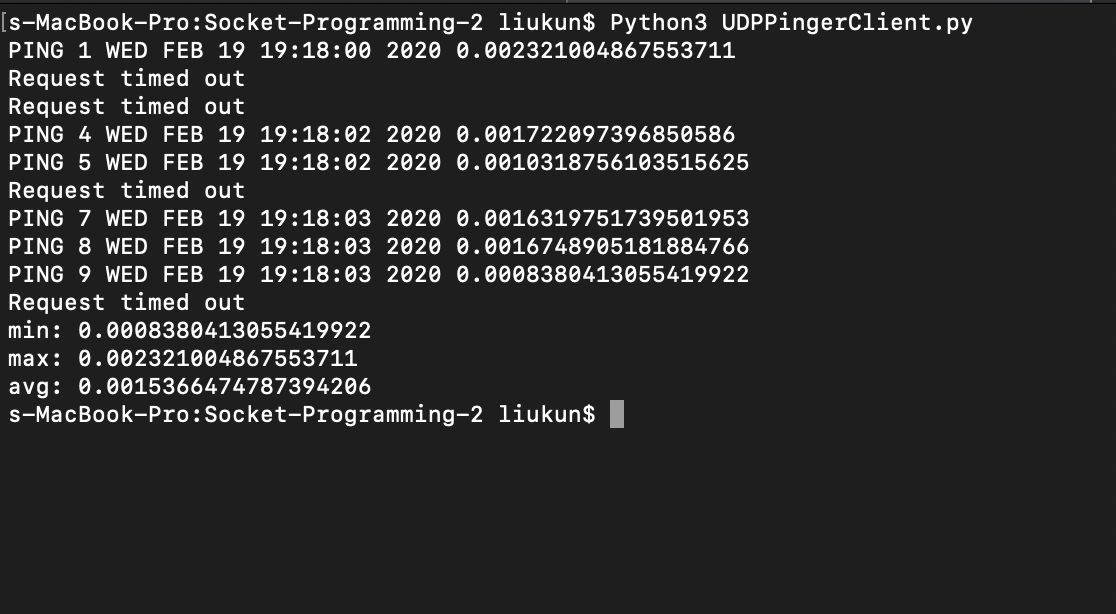 [s-MacBook-Pro:Socket-Programming-2 liukun$ Python3 UDPPingerClient.py
PING 1 WED FEB 19 19:18:00 2020 0.002321004867553711
Request timed out
Request timed out
PING 4 WED FEB 19 19:18:02 2020 0.001722097396850586
PING 5 WED FEB 19 19:18:02 2020 0.0010318756103515625
Request timed out
PING 7 WED FEB 19 19:18:03 2020 0.0016319751739501953
PING 8 WED FEB 19 19:18:03 2020 0.0016748905181884766
PING 9 WED FEB 19 19:18:03 2020 0.0008380413055419922
Request timed out
min: 0.0008380413055419922
max: 0.002321004867553711
avg: 0.0015366474787394206
s-MacBook-Pro:Socket-Programming-2 liukun$